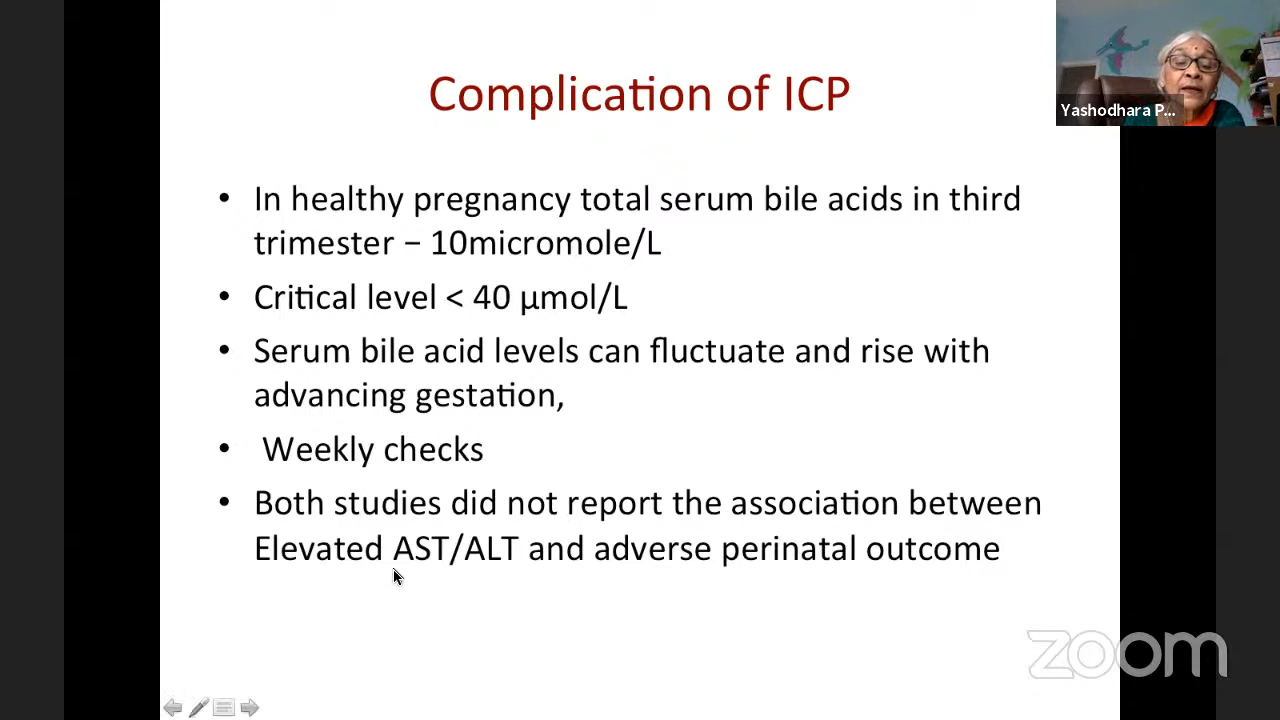 Complication of ICP
Yashodhara P...
• In healthy pregnancy total serum bile acids in third
trimester – 10micromole/L
• Critical level < 40 μmol/L
• Serum bile acid levels can fluctuate and rise with
advancing gestation,
• Weekly checks
• Both studies did not report the association between
Elevated AST/ALT and adverse perinatal outcome
zoom